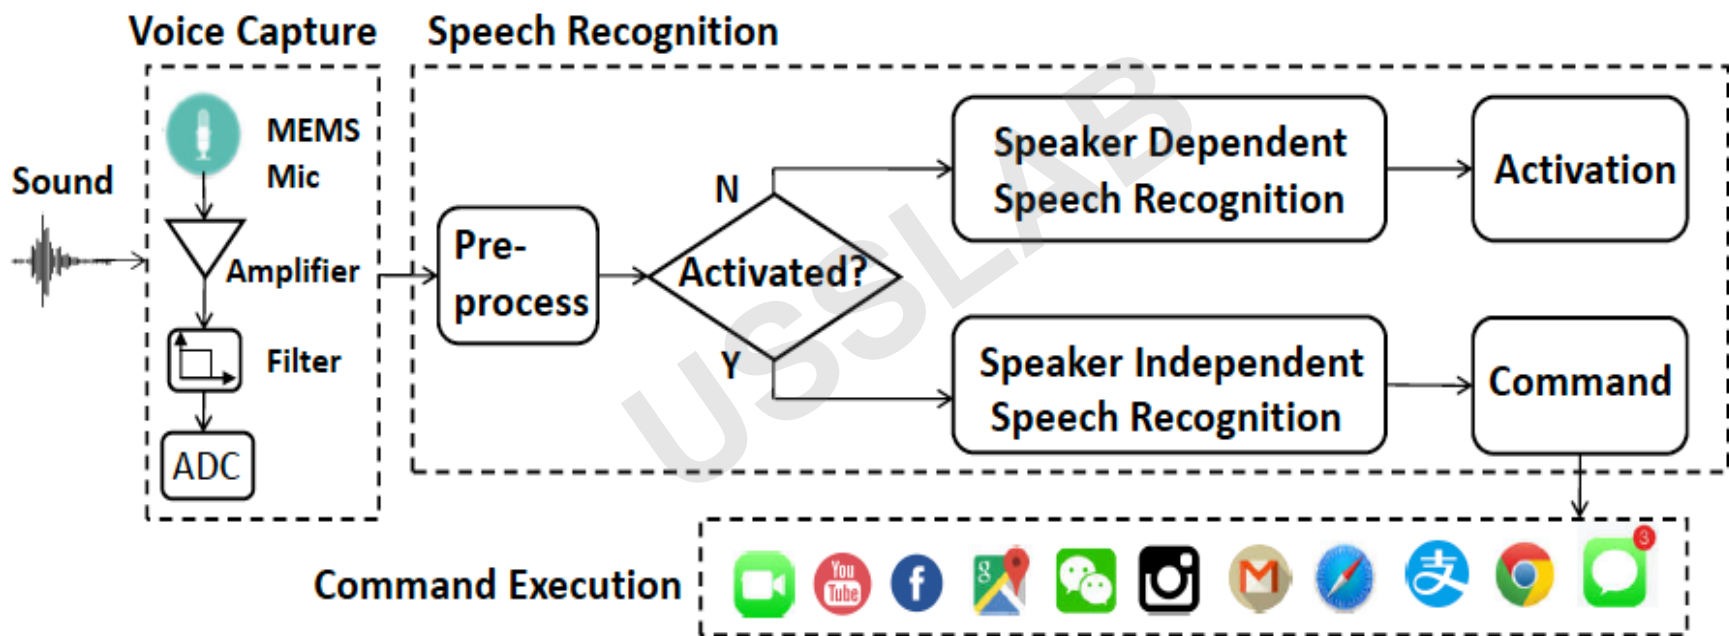 Voice Capture
Speech Recognition
Sound
MEMS
Mic
Amplifier
Filter
ADC
Pre-
process
Activated?
N
Y
Speaker Dependent
Speech Recognition
Activation
Speaker Independent
Speech Recognition
Command
USSLAB
Command Execution
You
Tube
f
g
M
支
3